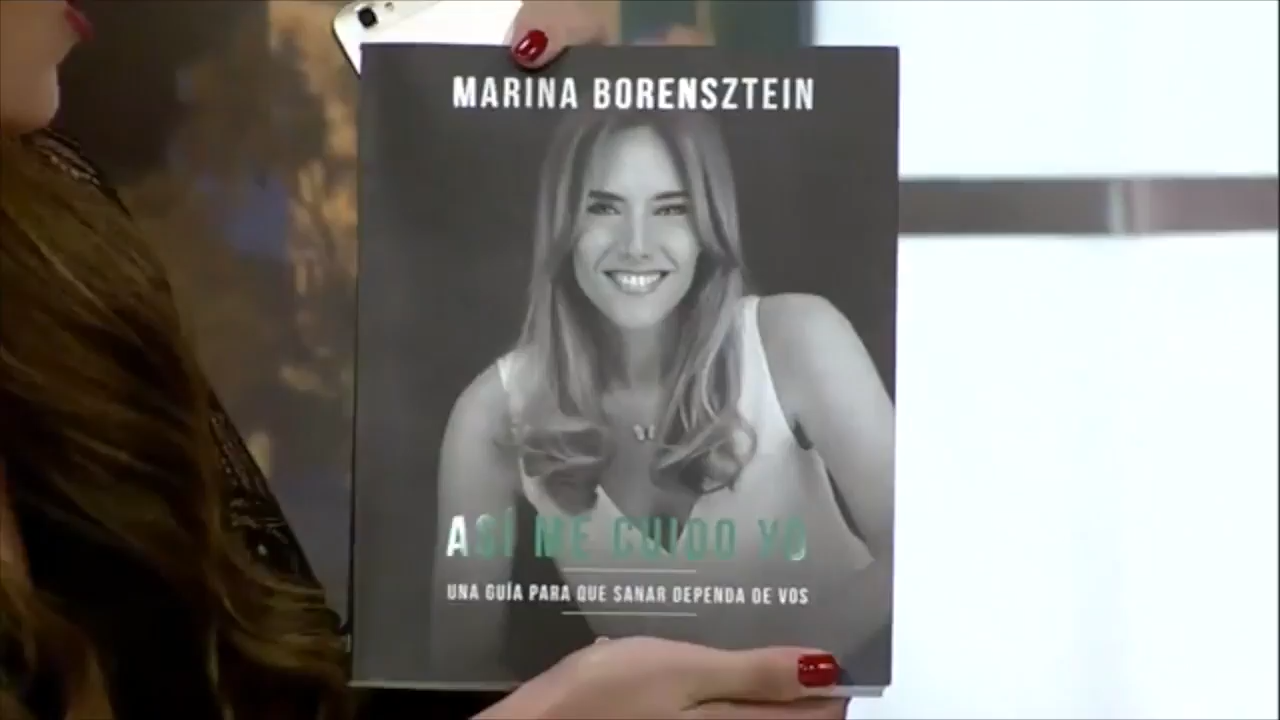 MARINA BORENSZTEIN
ASÍ ME CUIDO YO
UNA GUÍA PARA QUE SANAR DEPENDA DE VOS